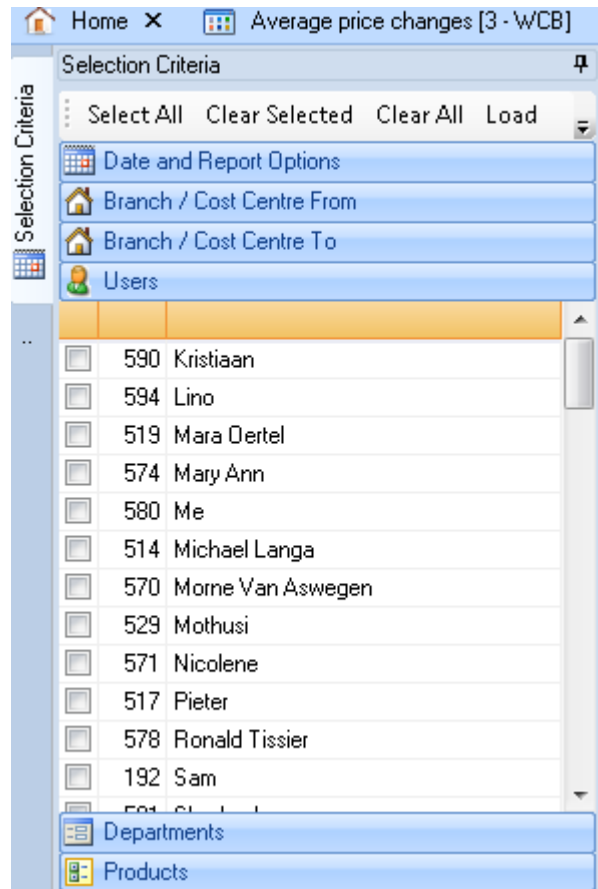 Home Average price changes [3 - WCB]
Selection Criteria
Selection Criteria
Select All Clear Selected Clear All Load
Date and Report Options
Branch / Cost Centre From
Branch / Cost Centre To
Users
..
590 Kristiaan
594 Lino
519 Mara Oertel
574 Mary Ann
580 Me
514 Michael Langa
570 Morne Van Aswegen
529 Mothusi
571 Nicolene
517 Pieter
578 Ronald Tissier
192 Sam
Departments
Products